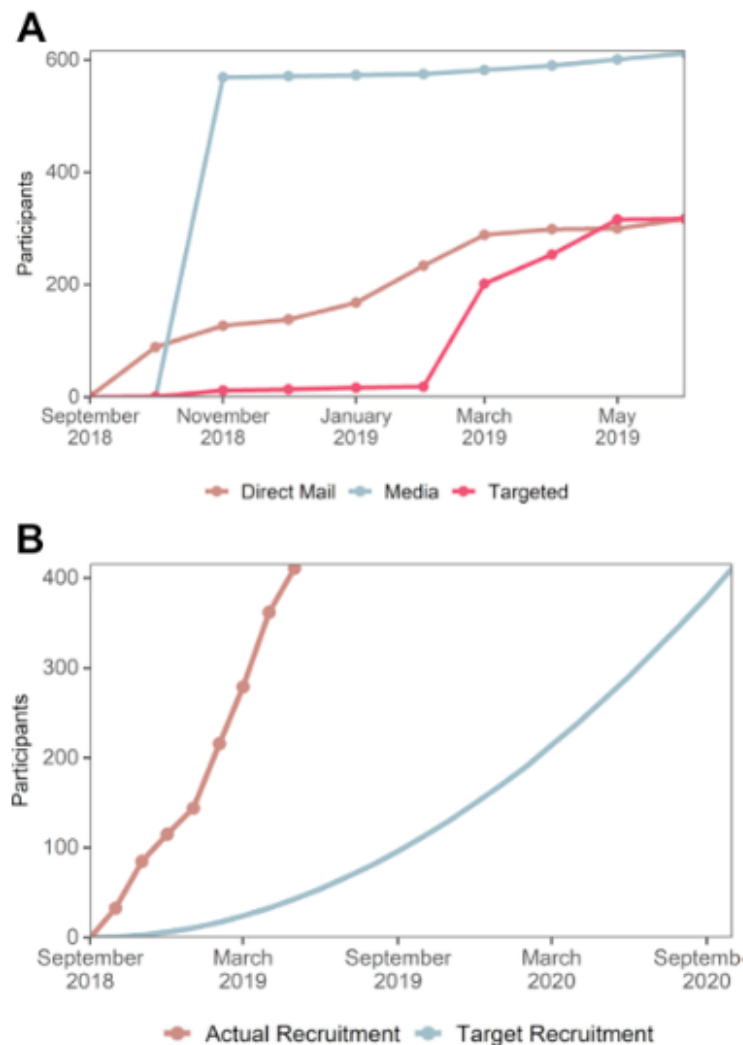 A
600
400
200
0
Participants
September November January March May
2018 2018 2019 2019 2019
Direct Mail Media Targeted
B
400
300
200
100
0
Participants
September March September March Septemb
2018 2019 2019 2020 2020
Actual Recruitment Target Recruitment